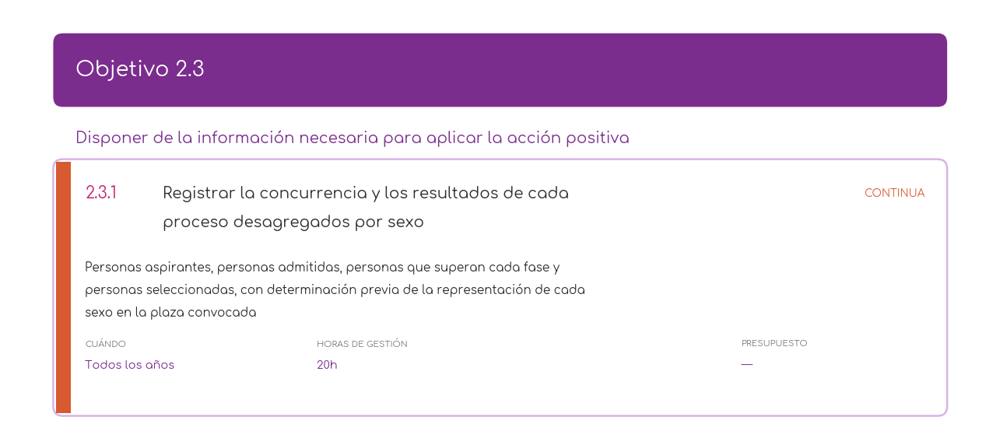 Objetivo 2.3
Disponer de la información necesaria para aplicar la acción positiva
2.3.1
Registrar la concurrencia y los resultados de cada
proceso desagregados por sexo
CONTINUA
Personas aspirantes, personas admitidas, personas que superan cada fase y
personas seleccionadas, con determinación previa de la representación de cada
sexo en la plaza convocada
CUÁNDO
Todos los años
HORAS DE GESTIÓN
20h
PRESUPUESTO
—